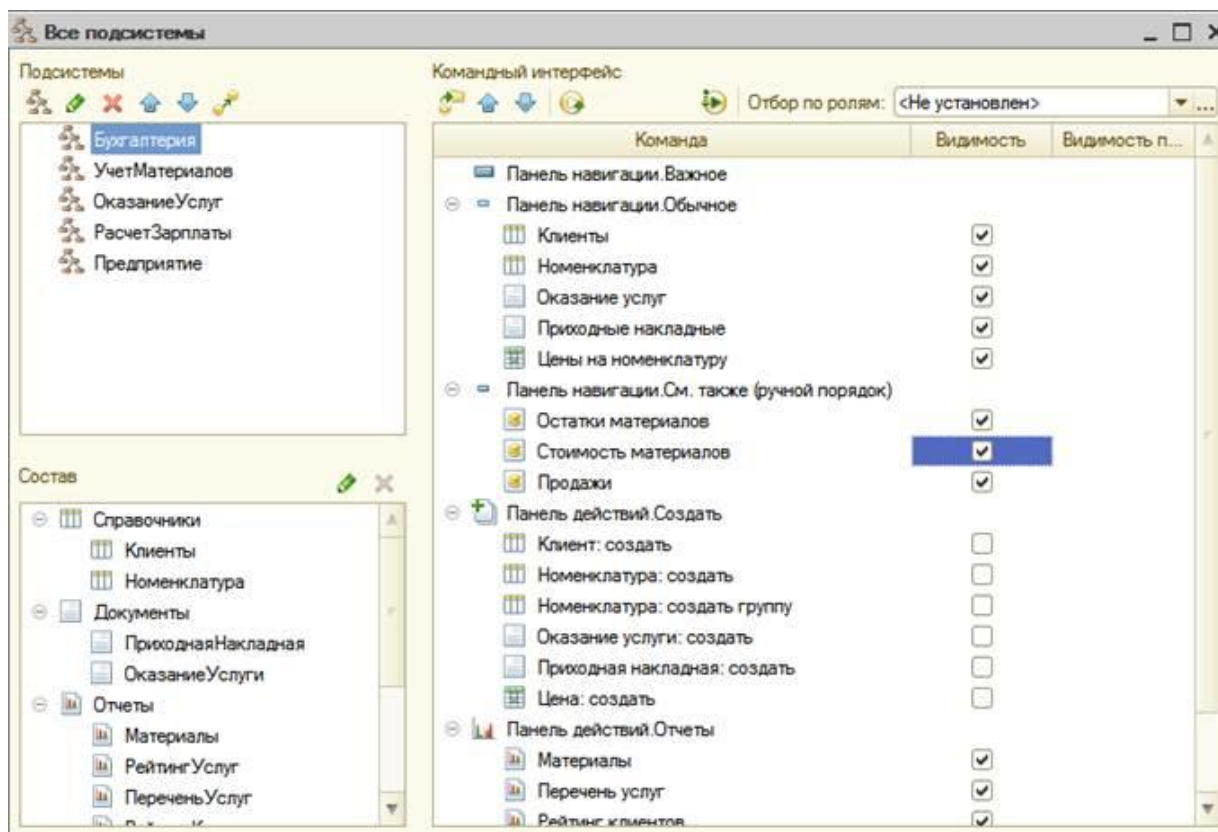 Все подсистемы
Подсистемы
Бухгалтерия
УчетМатериалов
ОказаниеУслуг
РасчетЗарплаты
Предприятие
Состав
Справочники
Клиенты
Номенклатура
Документы
ПриходнаяНакладная
ОказаниеУслуги
Отчеты
Материалы
РейтингУслуг
ПереченьУслуг
Командный интерфейс
Отбор по ролям: <Не установлен>
Команда Видимость Видимость п...
Панель навигации.Важное
Панель навигации.Обычное
Клиенты
Номенклатура
Оказание услуг
Приходные накладные
Цены на номенклатуру
Панель навигации.См. также (ручной порядок)
Остатки материалов
Стоимость материалов
Продажи
Панель действий.Создать
Клиент: создать
Номенклатура: создать
Номенклатура: создать группу
Оказание услуги: создать
Приходная накладная: создать
Цена: создать
Панель действий.Отчеты
Материалы
Перечень услуг
Рейтинг клиентов